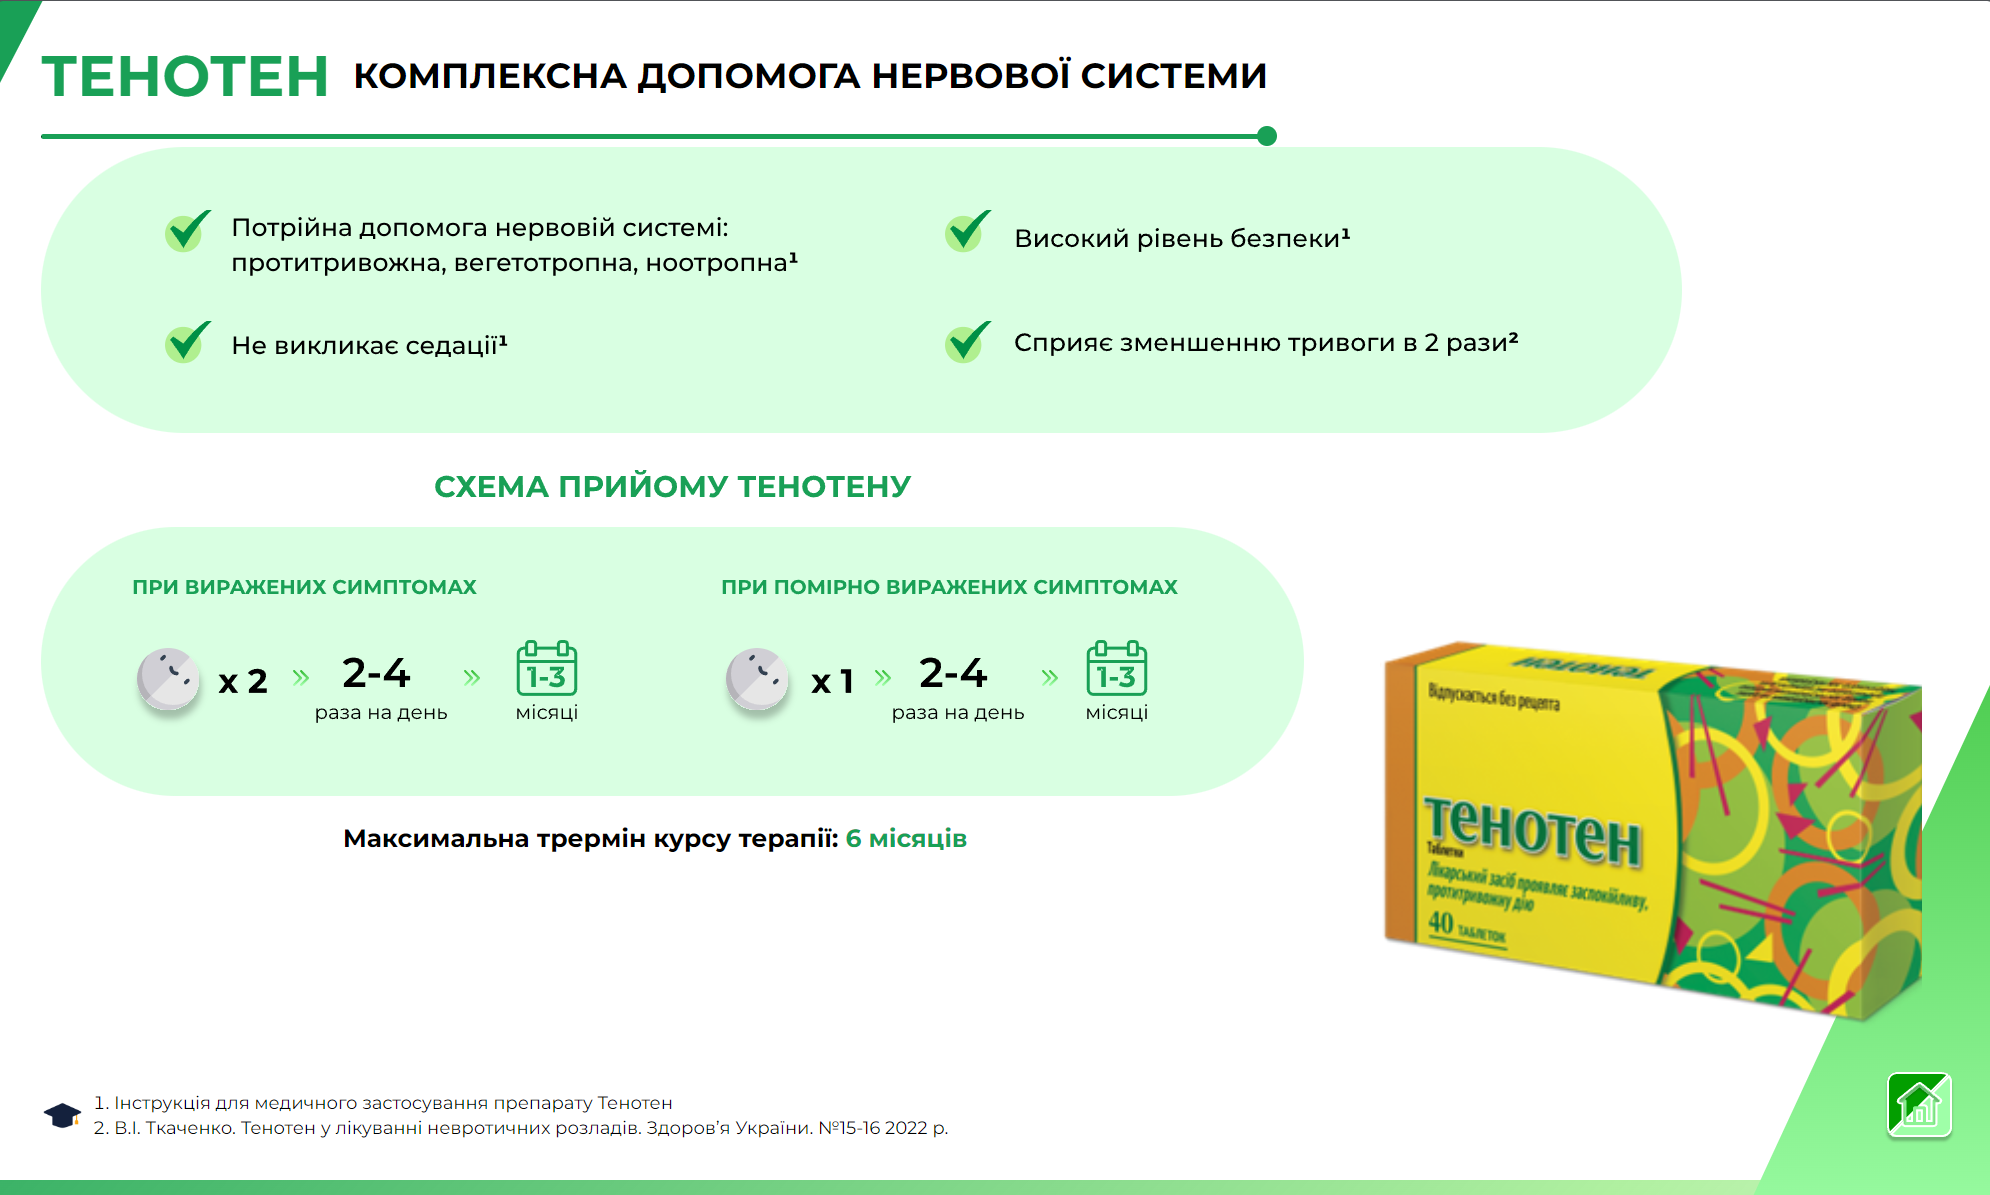 ТЕНОТЕН КОМПЛЕКСНА ДОПОМОГА НЕРВОВОЇ СИСТЕМИ
Потрійна допомога нервовій системі:
протитривожна, вегетотропна, ноотропна¹
Високий рівень безпеки¹
Не викликає седації¹
Сприяє зменшенню тривоги в 2 рази²
СХЕМА ПРИЙОМУ ТЕНОТЕНУ
ПРИ ВИРАЖЕНИХ СИМПТОМАХ
x 2 » 2-4 » 1-3
раза на день місяці
ПРИ ПОМІРНО ВИРАЖЕНИХ СИМПТОМАХ
x 1 » 2-4 » 1-3
раза на день місяці
Максимальна трермін курсу терапії: 6 місяців
ТЕНОТЕН
Відпускається без рецепта
ТЕНОТЕН
Таблетки
Лікарський засіб проявляє заспокійливу,
протитривожну дію
40 ТАБЛЕТОК
1. Інструкція для медичного застосування препарату Тенотен
2. В.І. Ткаченко. Тенотен у лікуванні невротичних розладів. Здоров’я України. №15-16 2022 р.